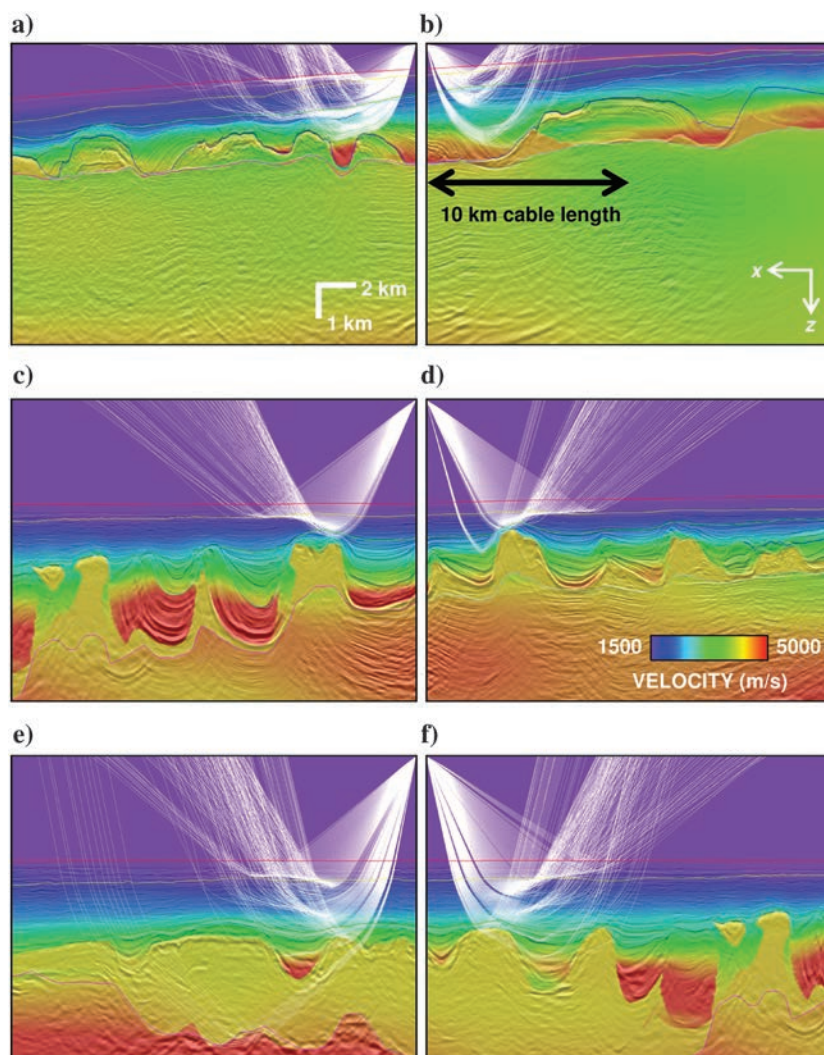 a)
b)
10 km cable length
2 km
1 km
x
z
c)
d)
1500
5000
VELOCITY (m/s)
e)
f)